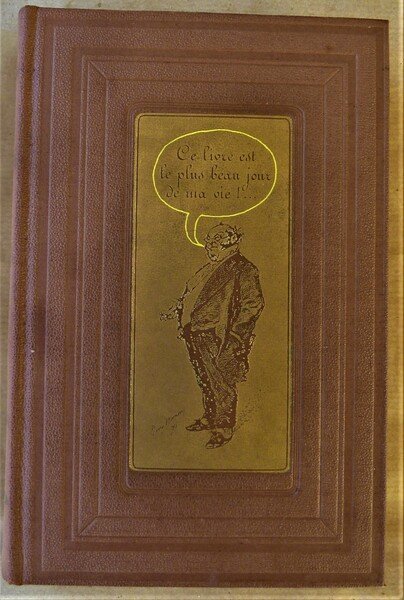 Ce livre est
le plus beau jour
de ma vie !...